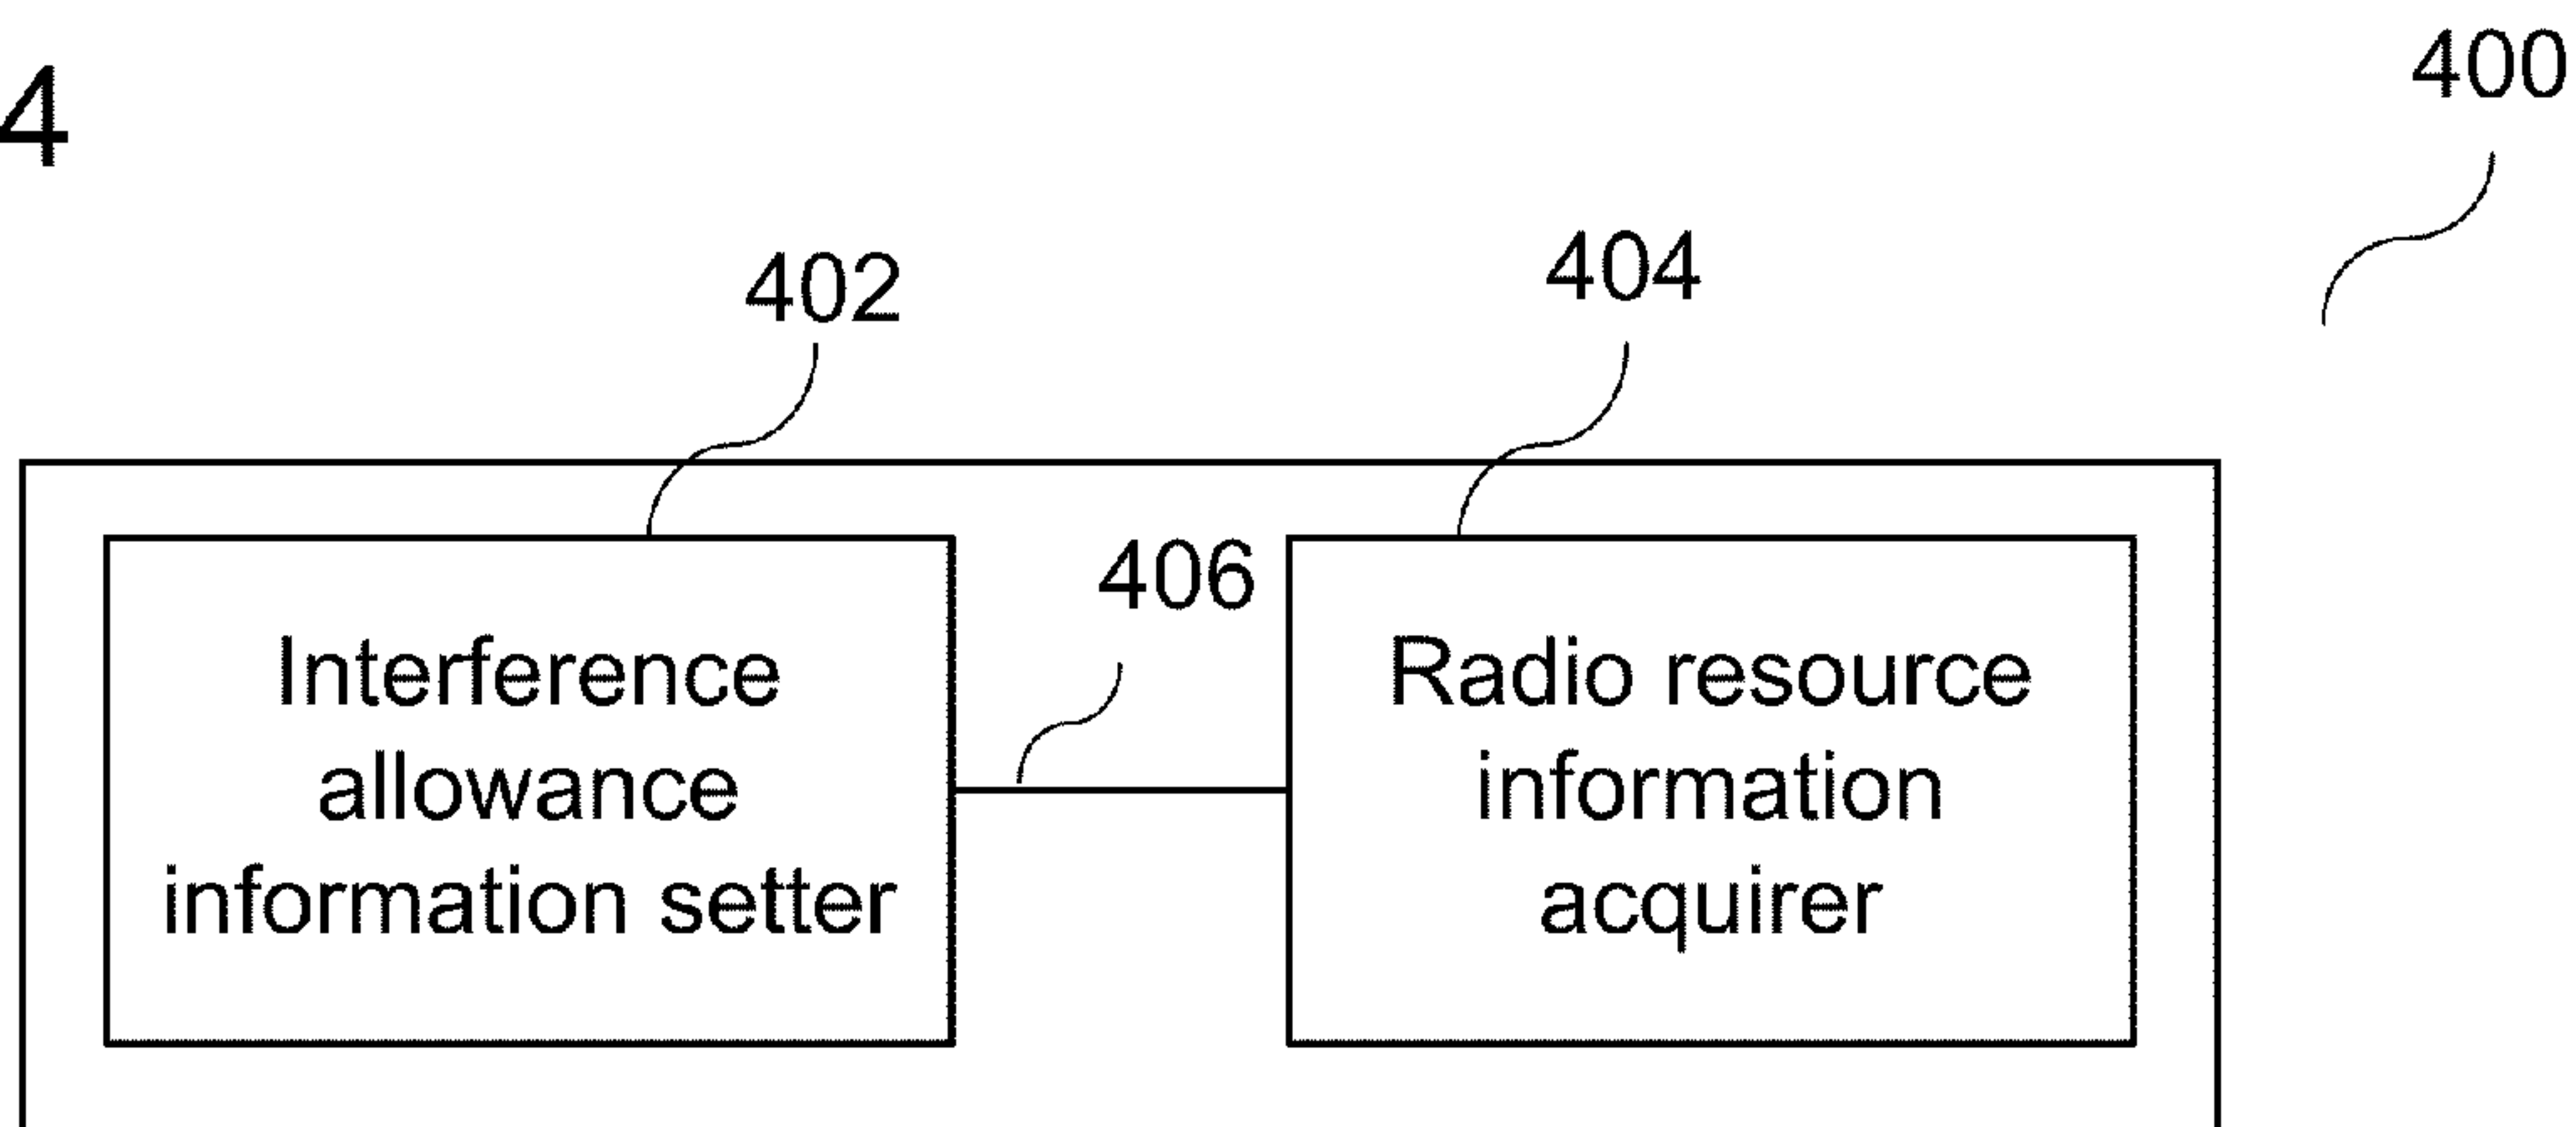 4
400
402
404
406
Interference
allowance
information setter
Radio resource
information
acquirer